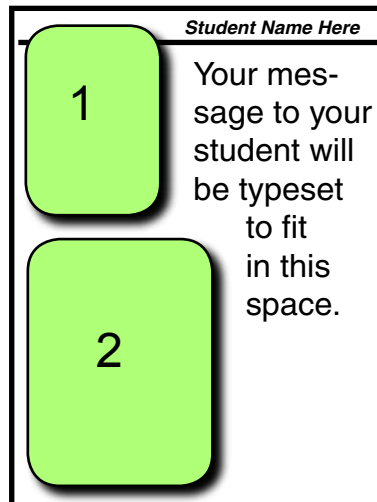 Student Name Here
1
Your mes-
sage to your
student will
be typeset
to fit
in this
space.
2